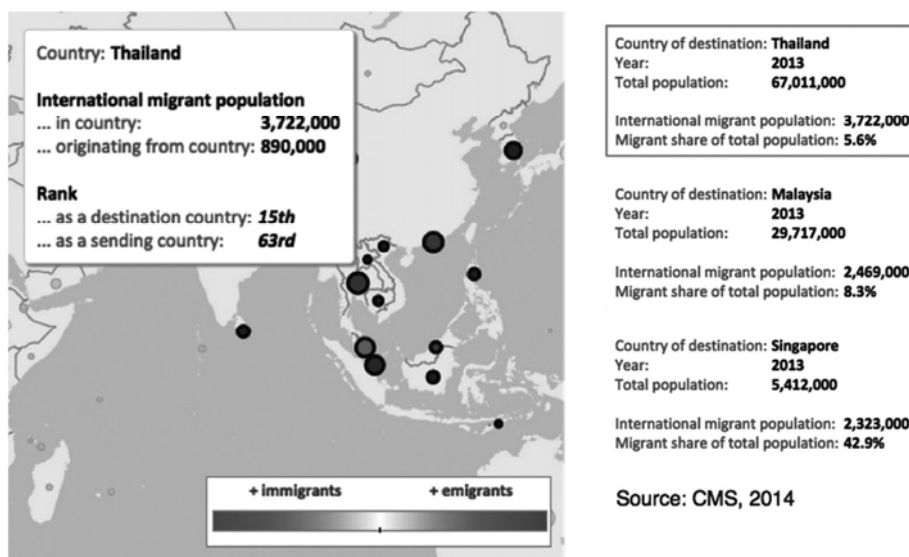 Country: Thailand
International migrant population
... in country: 3,722,000
... originating from country: 890,000
Rank
... as a destination country: 15th
... as a sending country: 63rd
+ immigrants + emigrants
Country of destination: Thailand
Year: 2013
Total population: 67,011,000
International migrant population: 3,722,000
Migrant share of total population: 5.6%
Country of destination: Malaysia
Year: 2013
Total population: 29,717,000
International migrant population: 2,469,000
Migrant share of total population: 8.3%
Country of destination: Singapore
Year: 2013
Total population: 5,412,000
International migrant population: 2,323,000
Migrant share of total population: 42.9%
Source: CMS, 2014